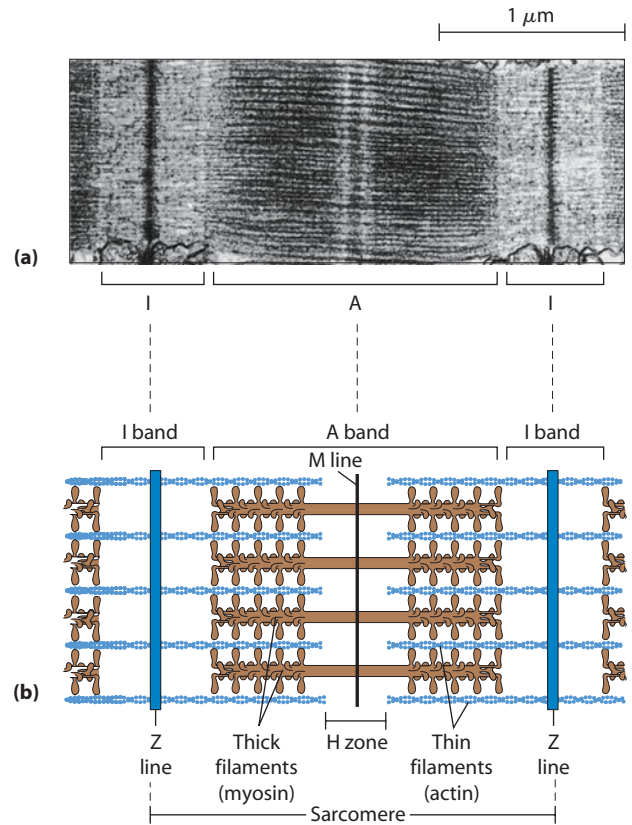 1 μm
(a)
I A I
I band A band I band
M line
(b)
Z line
Thick filaments (myosin)
H zone
Thin filaments (actin)
Z line
Sarcomere